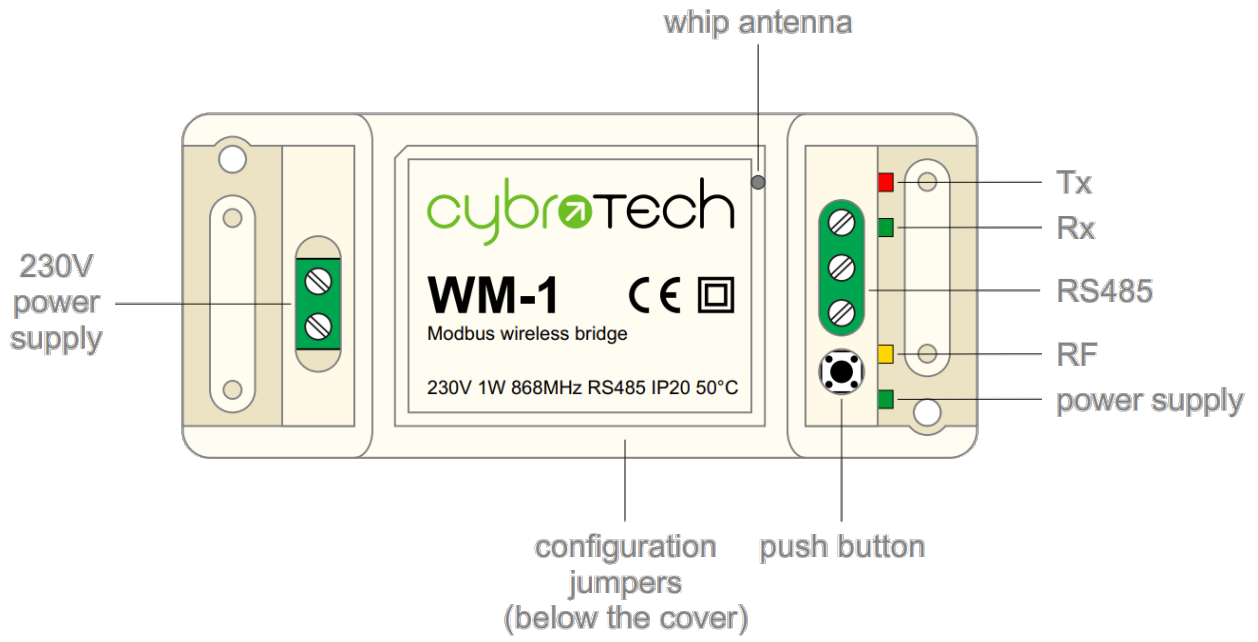 whip antenna
cybrotech
WM-1
CE
Modbus wireless bridge
230V 1W 868MHz RS485 IP20 50°C
230V
power
supply
Tx
Rx
RS485
RF
power supply
configuration
jumpers
(below the cover)
push button